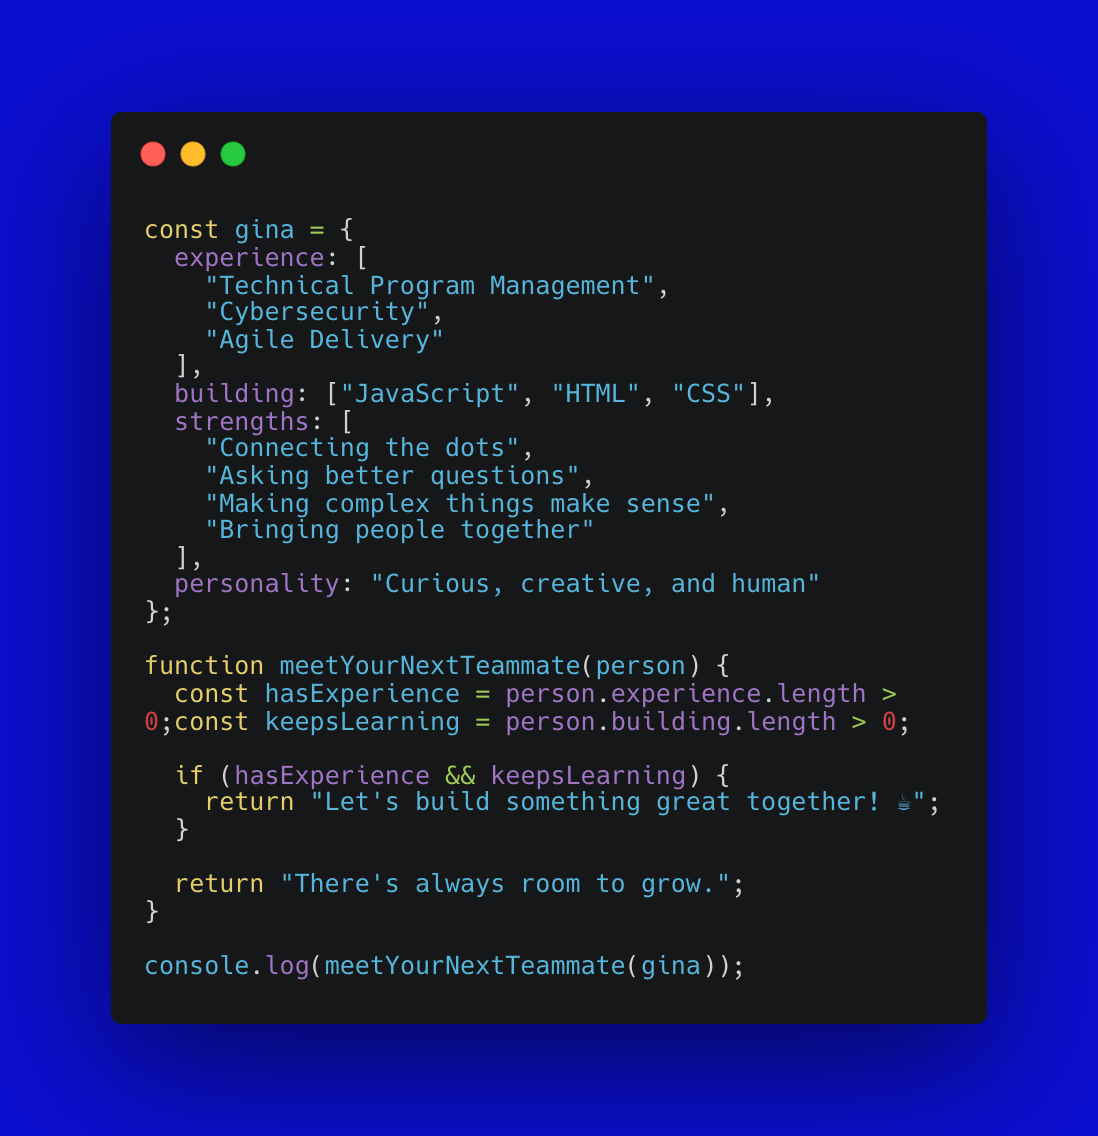 const gina = {
  experience: [
    "Technical Program Management",
    "Cybersecurity",
    "Agile Delivery"
  ],
  building: ["JavaScript", "HTML", "CSS"],
  strengths: [
    "Connecting the dots",
    "Asking better questions",
    "Making complex things make sense",
    "Bringing people together"
  ],
  personality: "Curious, creative, and human"
};

function meetYourNextTeammate(person) {
  const hasExperience = person.experience.length >
0;const keepsLearning = person.building.length > 0;

  if (hasExperience && keepsLearning) {
    return "Let's build something great together! ☕";
  }

  return "There's always room to grow.";
}

console.log(meetYourNextTeammate(gina));